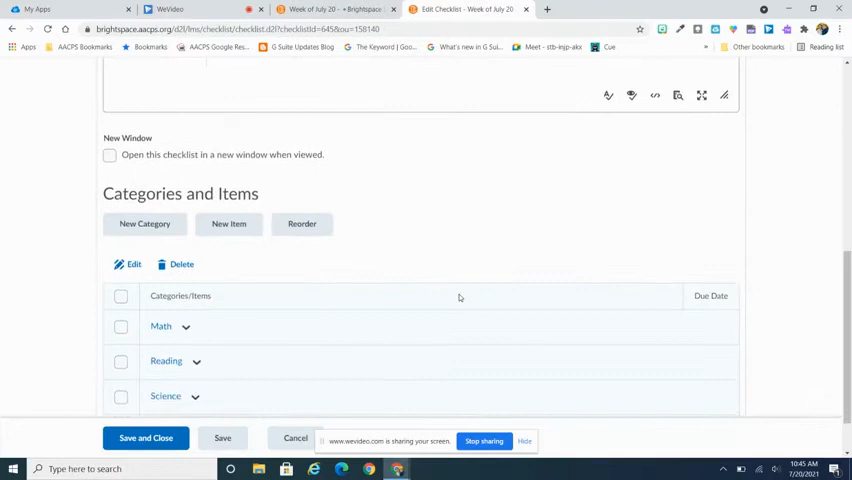 My Apps
WeVideo
Week of July 20 - +Brightspace
Edit Checklist - Week of July 20
brightspace.aacps.org/d2l/lms/checklist/checklist.d2l?checklistId=645&ou=158140
Apps
Bookmarks
AACPS Google Res...
G Suite Updates Blog
The Keyword | Goo...
What's new in G Sui...
Meet - stb-injp-akx
Cue
»
Other bookmarks
Reading list
New Window
Open this checklist in a new window when viewed.
Categories and Items
New Category
New Item
Reorder
Edit
Delete
Categories/Items
Due Date
Math
Reading
Science
Save and Close
Save
Cancel
www.wevideo.com is sharing your screen.
Stop sharing
Hide
Type here to search
10:45 AM
7/20/2021